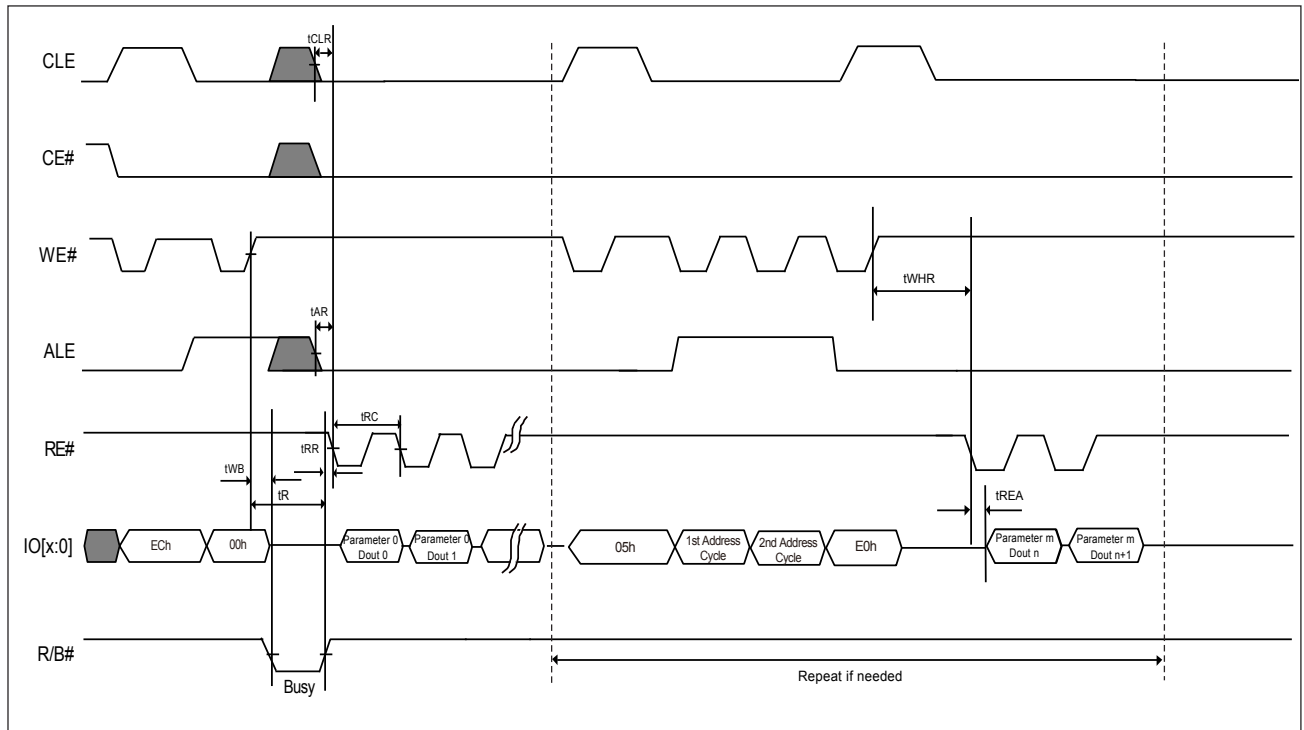 tCLR
CLE
CE#
WE#
tWHR
tAR
ALE
tRC
RE#
tRR
tWB
tR
tREA
IO[x:0]
ECh
00h
Parameter 0
Dout 0
Parameter 0
Dout 1
05h
1st Address
Cycle
2nd Address
Cycle
E0h
Parameter m
Dout n
Parameter m
Dout n+1
R/B#
Busy
Repeat if needed